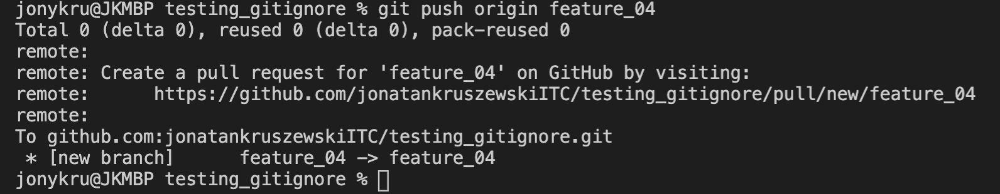 jonykru@JKMBP testing_gitignore % git push origin feature_04
Total 0 (delta 0), reused 0 (delta 0), pack-reused 0
remote:
remote: Create a pull request for 'feature_04' on GitHub by visiting:
remote:      https://github.com/jonatankruszewskiITC/testing_gitignore/pull/new/feature_04
remote:
To github.com:jonatankruszewskiITC/testing_gitignore.git
 * [new branch]      feature_04 -> feature_04
jonykru@JKMBP testing_gitignore %